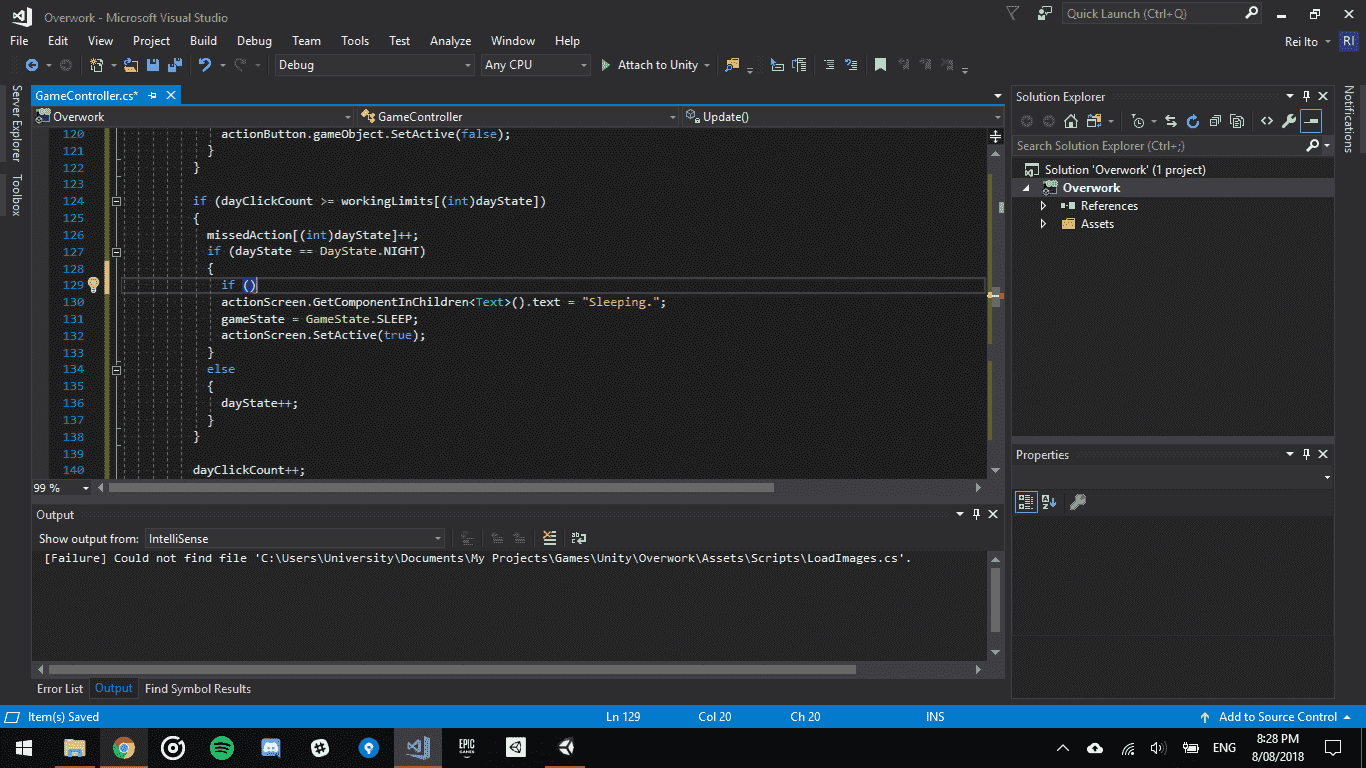 Overwork - Microsoft Visual Studio
Quick Launch (Ctrl+Q)
File Edit View Project Build Debug Team Tools Test Analyze Window Help
Rei Ito RI
Debug Any CPU Attach to Unity
Server Explorer
Toolbox
GameController.cs*
Overwork GameController Update()
120 actionButton.gameObject.SetActive(false);
121 }
122 }
123
124 if (dayClickCount >= workingLimits[(int)dayState])
125 {
126 missedAction[(int)dayState]++;
127 if (dayState == DayState.NIGHT)
128 {
129 if ()
130 actionScreen.GetComponentInChildren<Text>().text = "Sleeping.";
131 gameState = GameState.SLEEP;
132 actionScreen.SetActive(true);
133 }
134 else
135 {
136 dayState++;
137 }
138 }
139
140 dayClickCount++;
99 %
Output
Show output from: IntelliSense
[Failure] Could not find file 'C:\Users\University\Documents\My Projects\Games\Unity\Overwork\Assets\Scripts\LoadImages.cs'.
Error List Output Find Symbol Results
Solution Explorer
Search Solution Explorer (Ctrl+;)
Solution 'Overwork' (1 project)
Overwork
References
Assets
Properties
Notifications
Item(s) Saved Ln 129 Col 20 Ch 20 INS Add to Source Control
EPIC GAMES
ENG
8:28 PM
8/08/2018